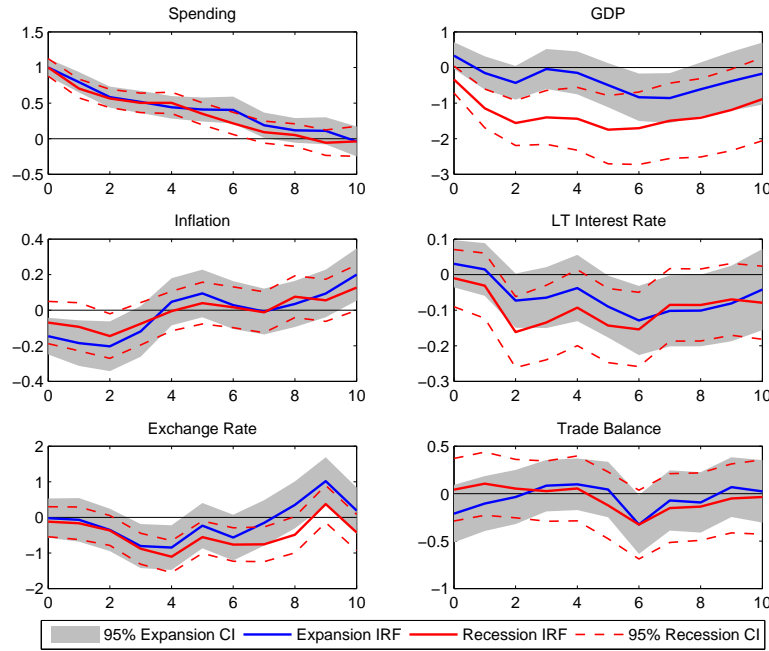 Spending
GDP
1.5
1
0.5
0
−0.5
0 2 4 6 8 10
1
0
−1
−2
−3
0 2 4 6 8 10
Inflation
LT Interest Rate
0.4
0.2
0
−0.2
−0.4
0 2 4 6 8 10
0.1
0
−0.1
−0.2
−0.3
0 2 4 6 8 10
Exchange Rate
Trade Balance
2
1
0
−1
−2
0 2 4 6 8 10
0.5
0
−0.5
−1
0 2 4 6 8 10
95% Expansion CI Expansion IRF Recession IRF 95% Recession CI